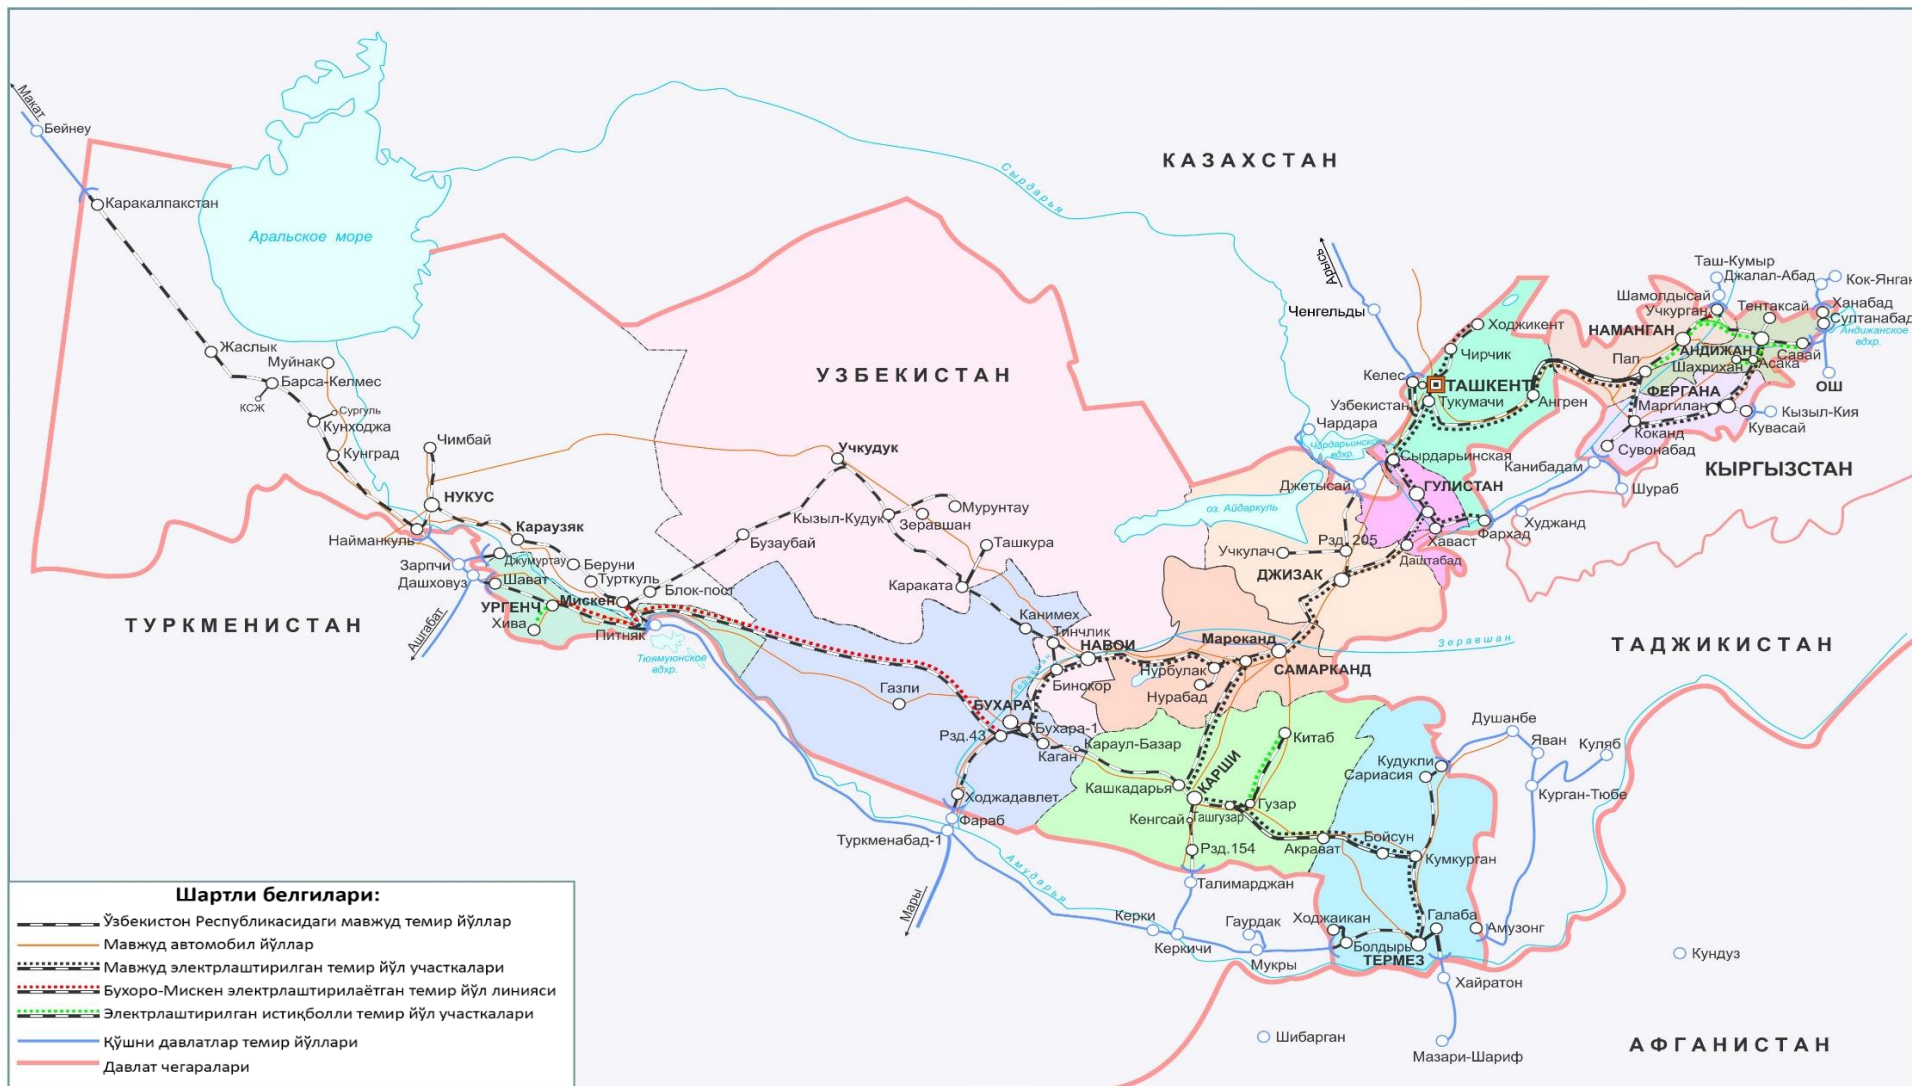 Макат
Бейнеу
Каракалпакстан
Аральское море
Сырдарья
КАЗАХСТАН
Арысь
Ченгельды
Таш-Кумыр
Джалал-Абад
Кок-Янгак
Шамолдысай
Учкурган
Тентаксай
Ханабад
Султанабад
Андижанское
вдхр.
НАМАНГАН
АНДИЖАН
Савай
Пап
Шахрихан
Асака
ОШ
ФЕРГАНА
Маргилан
Кызыл-Кия
Кувасай
Коканд
Сувонабад
Канибадам
КЫРГЫЗСТАН
Шураб
Худжанд
Ходжикент
Чирчик
Келес
ТАШКЕНТ
Узбекистан
Тукумачи
Ангрен
Чардара
Чардарьинское
вдхр.
Сырдарьинская
Джетысай
ГУЛИСТАН
оз. Айдаркуль
Учкулач
Рзд. 205
Хаваст
Фархад
Даштабад
ДЖИЗАК
УЗБЕКИСТАН
Жаслык
Муйнак
Барса-Келмес
КСЖ
Сургуль
Кунходжа
Кунград
Чимбай
НУКУС
Найманкуль
Караузяк
Зарпчи
Джумуртау
Беруни
Дашховуз
Шават
Турткуль
Блок-пост
УРГЕНЧ
Мискен
Хива
Питняк
Тюямуюнское
вдхр.
Ашгабат
ТУРКМЕНИСТАН
Учкудук
Кызыл-Кудук
Мурунтау
Зеравшан
Бузаубай
Ташкура
Караката
Канимех
Тинчлик
НАВОИ
Бинокор
Зеравшан
Мароканд
Зеравшан
САМАРКАНД
Нурбулак
Нурабад
ТАДЖИКИСТАН
Газли
БУХАРА
Бухара-1
Рзд.43
Каган
Караул-Базар
Китаб
КАРШИ
Кашкадарья
Ходжадавлет
Фараб
Туркменабад-1
Кенгсай
Ташгузар
Гузар
Рзд.154
Акрават
Бойсун
Кумкурган
Душанбе
Яван
Куляб
Кудукли
Сариасия
Курган-Тюбе
Амударья
Мары
Талимарджан
Керки
Керкичи
Гаурдак
Мукры
Ходжаикан
Болдырь
ТЕРМЕЗ
Галаба
Амузонг
Хайратон
Кундуз
Шибарган
Мазари-Шариф
АФГАНИСТАН
Шартли белгилари:
Ўзбекистон Республикасидаги мавжуд темир йўллар
Мавжуд автомобил йўллар
Мавжуд электрлаштирилган темир йўл участкалари
Бухоро-Мискен электрлаштирилаётган темир йўл линияси
Электрлаштирилган истиқболли темир йўл участкалари
Қўшни давлатлар темир йўллари
Давлат чегаралари